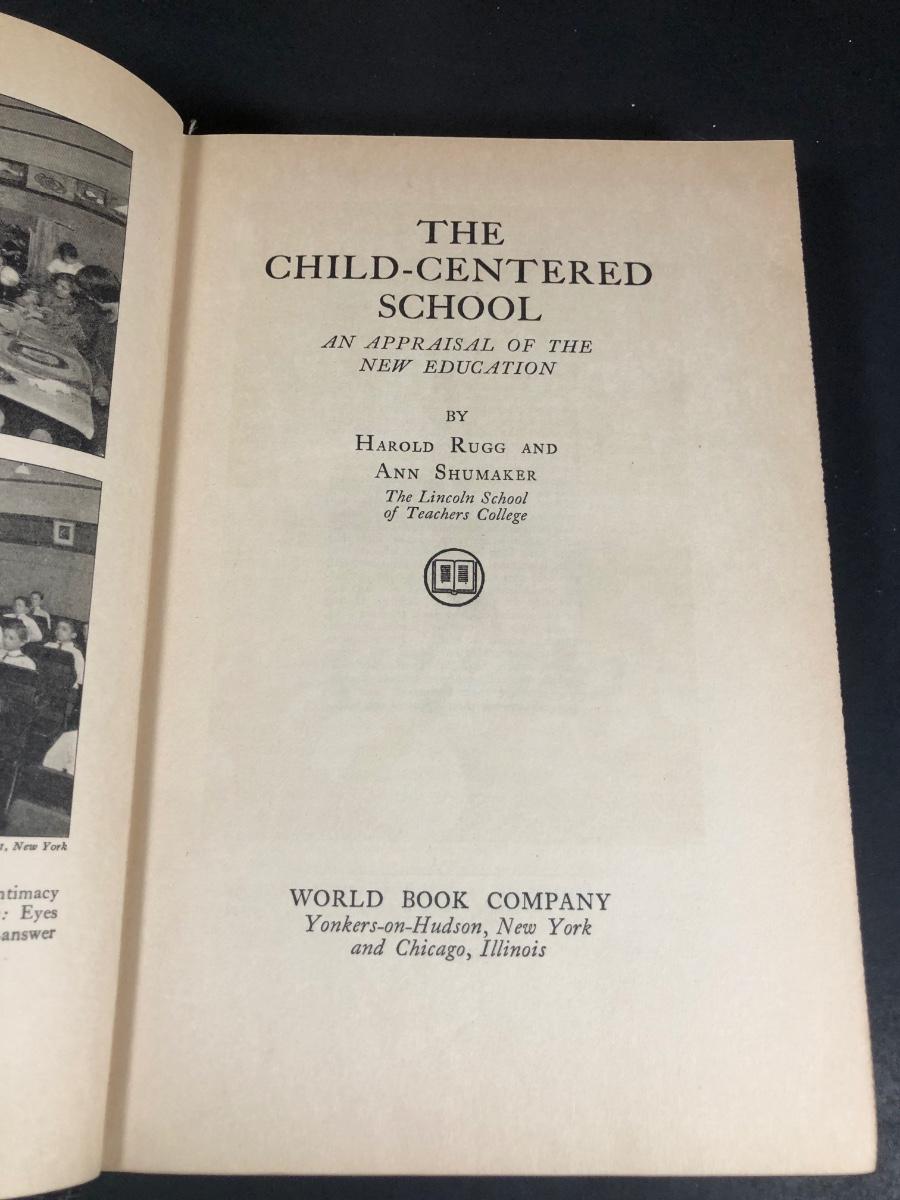 , New York
ntimacy
: Eyes
answer
THE
CHILD-CENTERED
SCHOOL
AN APPRAISAL OF THE
NEW EDUCATION
BY
HAROLD RUGG AND
ANN SHUMAKER
The Lincoln School
of Teachers College
WORLD BOOK COMPANY
Yonkers-on-Hudson, New York
and Chicago, Illinois